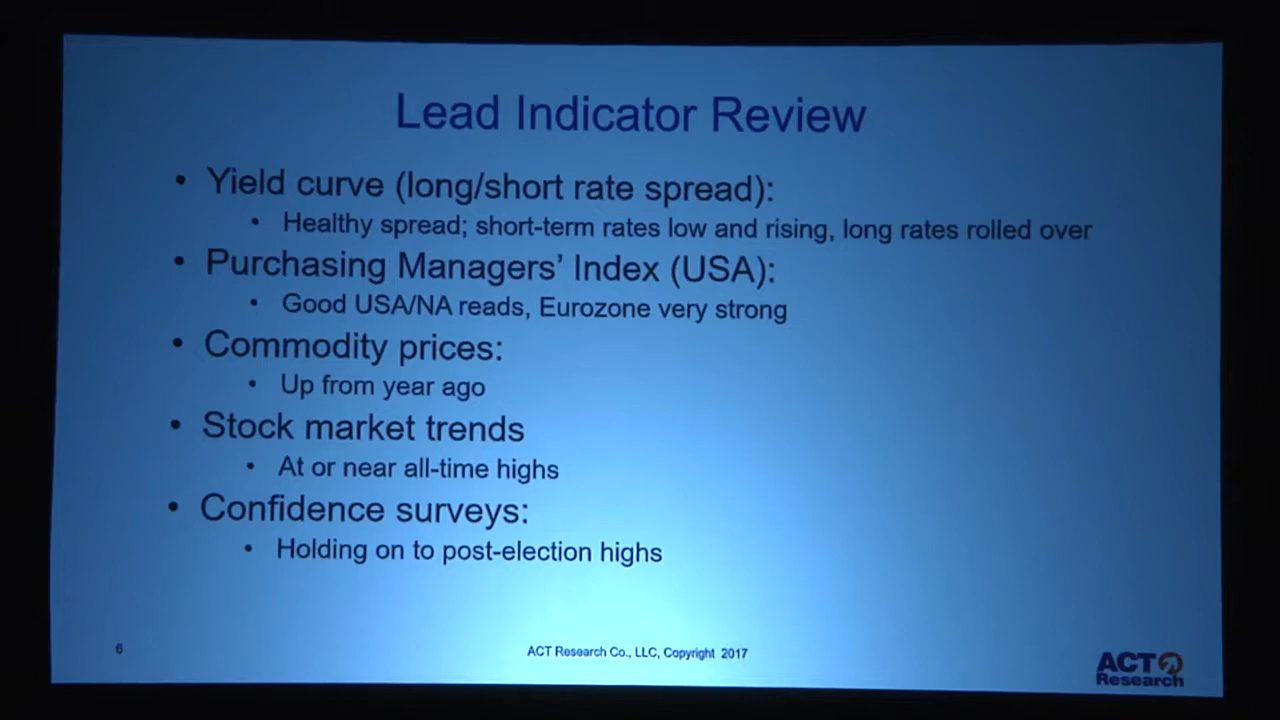 Lead Indicator Review
• Yield curve (long/short rate spread):
• Healthy spread; short-term rates low and rising, long rates rolled over
• Purchasing Managers’ Index (USA):
• Good USA/NA reads, Eurozone very strong
• Commodity prices:
• Up from year ago
• Stock market trends
• At or near all-time highs
• Confidence surveys:
• Holding on to post-election highs
6
ACT Research Co., LLC, Copyright 2017
ACT
Research